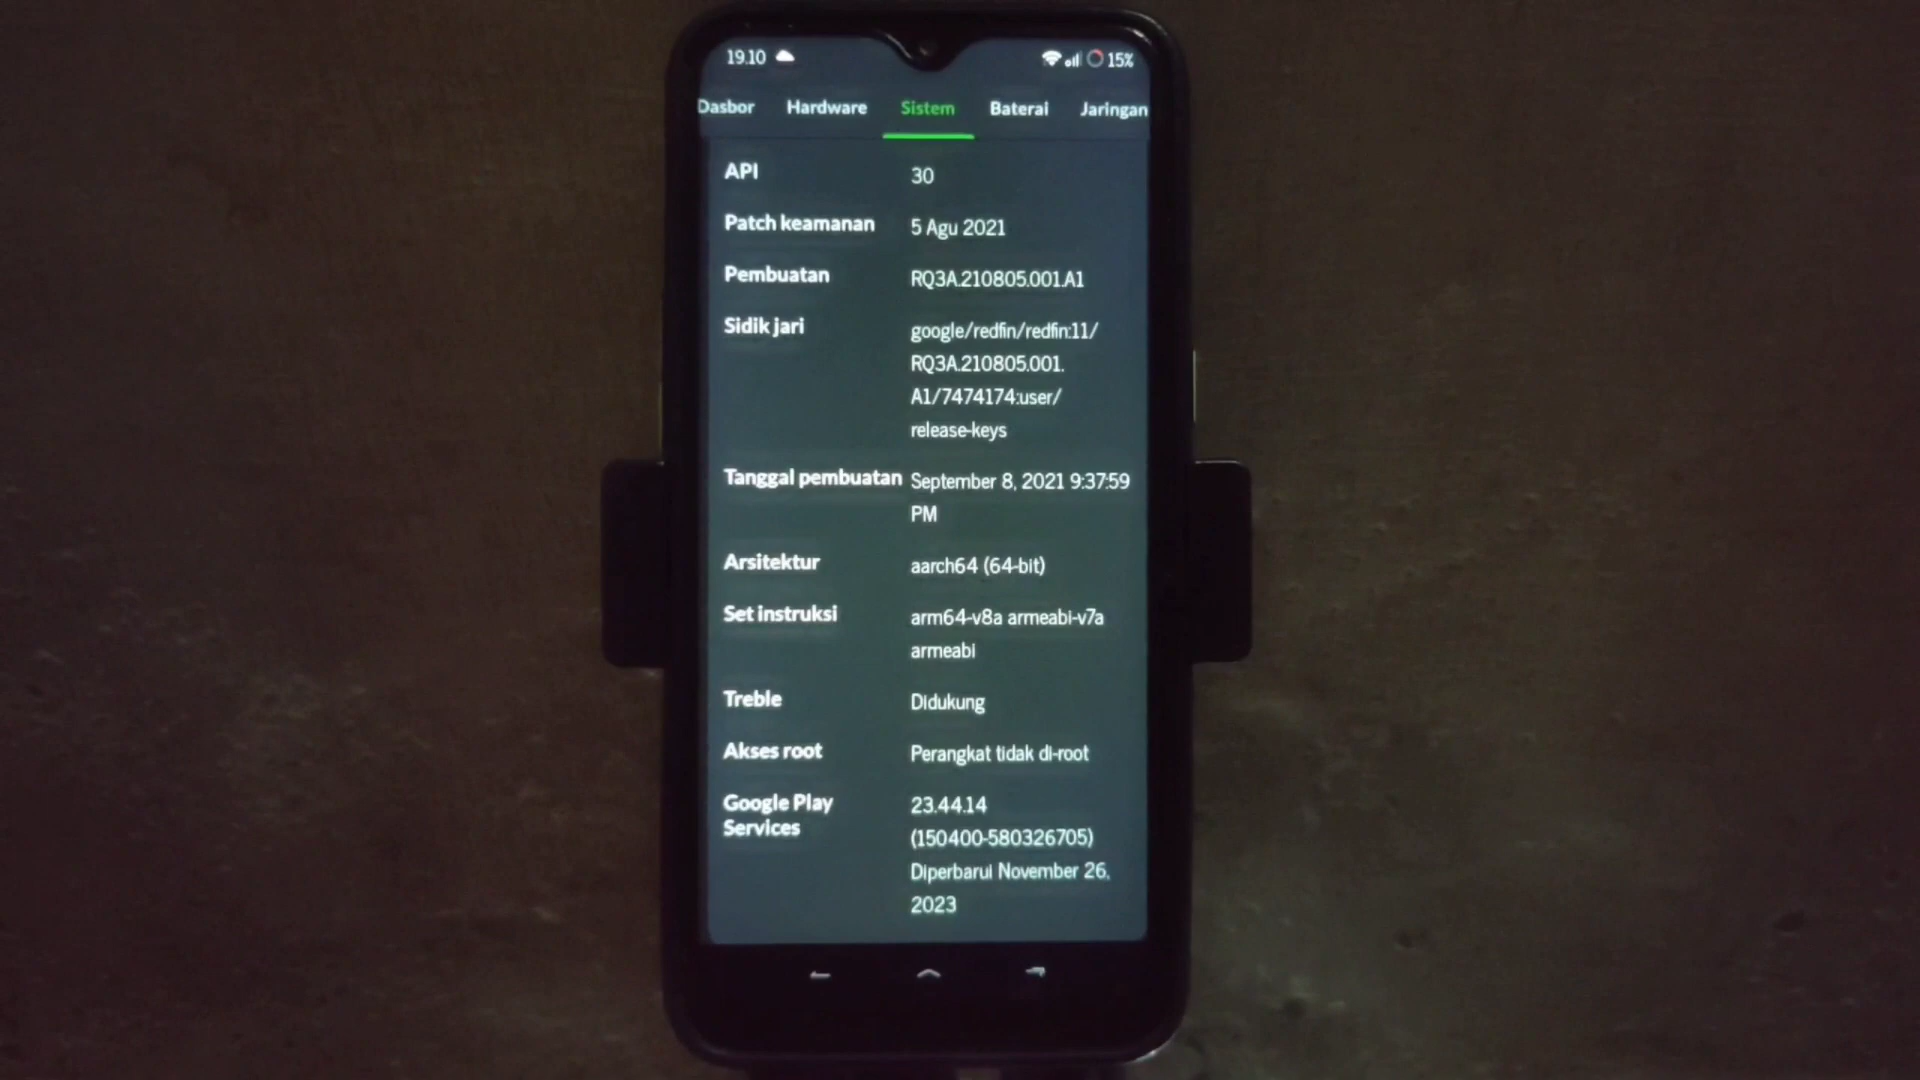 19.10 15%
Dasbor Hardware Sistem Baterai Jaringan
API 30
Patch keamanan 5 Agu 2021
Pembuatan RQ3A.210805.001.A1
Sidik jari google/redfin/redfin:11/
RQ3A.210805.001.
A1/7474174:user/
release-keys
Tanggal pembuatan September 8, 2021 9:37:59
PM
Arsitektur aarch64 (64-bit)
Set instruksi arm64-v8a armeabi-v7a
armeabi
Treble Didukung
Akses root Perangkat tidak di-root
Google Play 23.44.14
Services (150400-580326705)
Diperbarui November 26,
2023